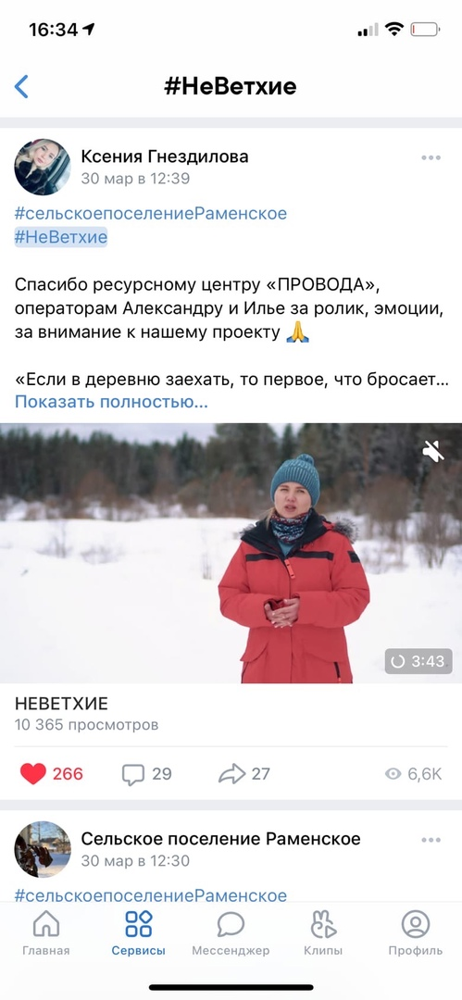 16:34
#НеВетхие
Ксения Гнездилова
30 мар в 12:39
#сельскоепоселениеРаменское
#НеВетхие
Спасибо ресурсному центру «ПРОВОДА»,
операторам Александру и Илье за ролик, эмоции,
за внимание к нашему проекту 🙏
«Если в деревню заехать, то первое, что бросает...
Показать полностью...
3:43
НЕВЕТХИЕ
10 365 просмотров
266 29 27 6,6K
Сельское поселение Раменское
30 мар в 12:30
#сельскоепоселениеРаменское
Главная Сервисы Мессенджер Клипы Профиль